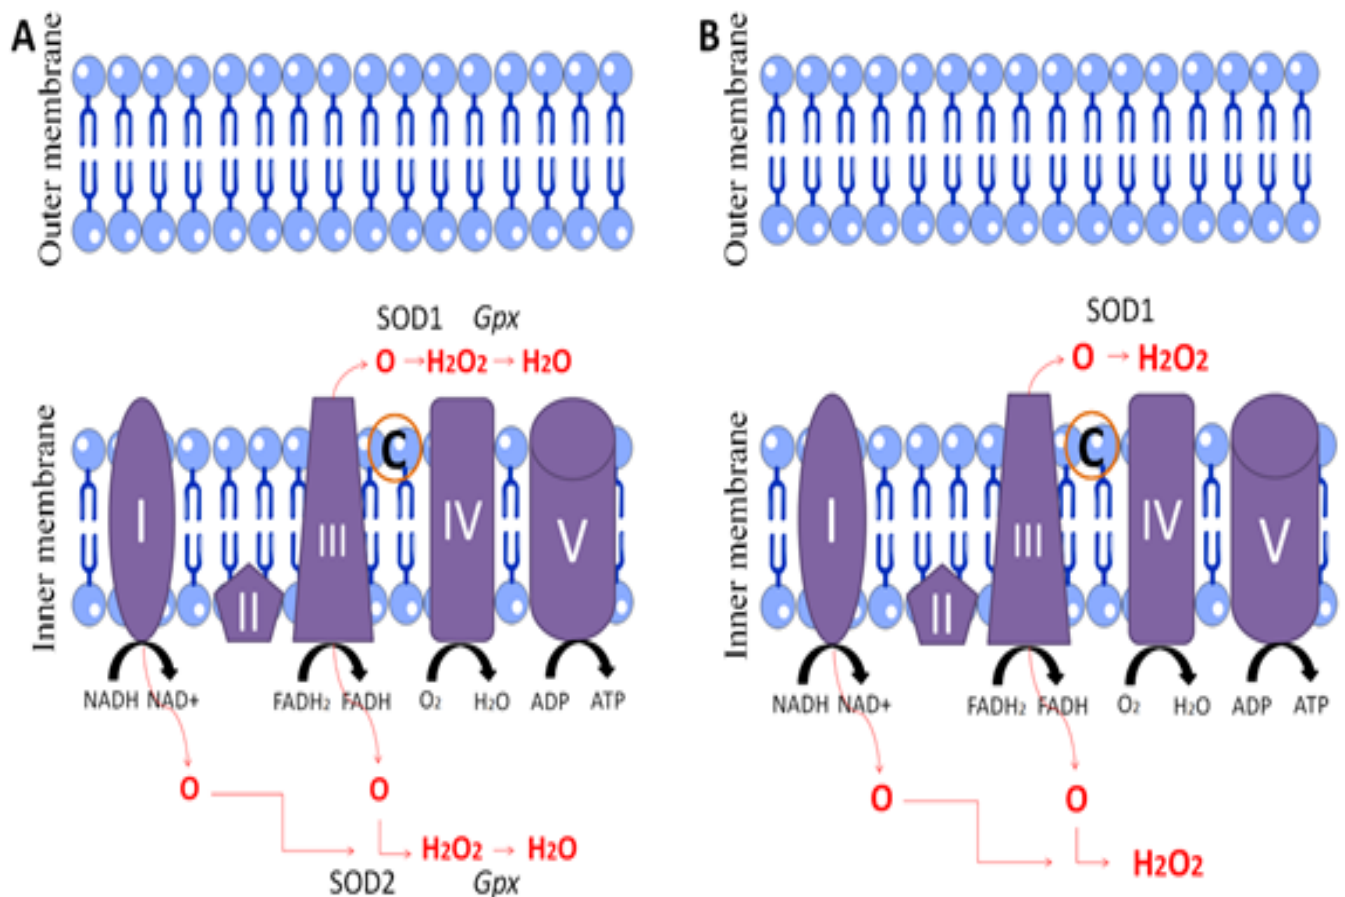 A
Outer membrane
SOD1 Gpx
O → H2O2 → H2O
Inner membrane
I
II
III
C
IV
V
NADH NAD+
FADH2 FADH
O2 H2O
ADP ATP
O
O
H2O2 → H2O
SOD2 Gpx
B
Outer membrane
SOD1
O → H2O2
Inner membrane
I
II
III
C
IV
V
NADH NAD+
FADH2 FADH
O2 H2O
ADP ATP
O
O
H2O2